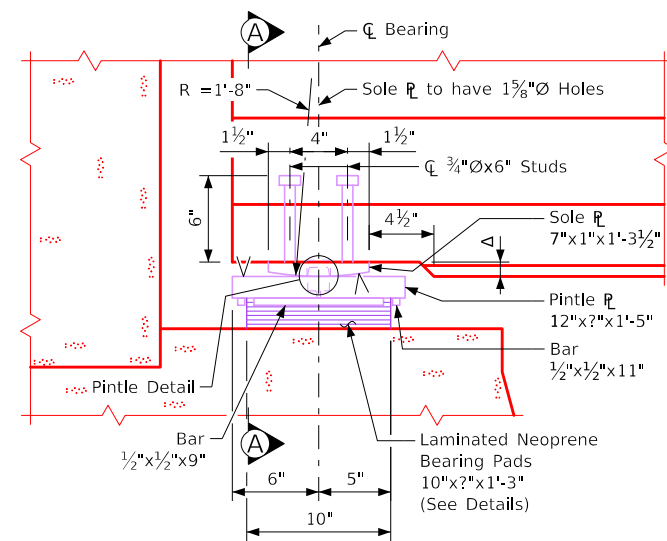 A
℄ Bearing
R =1'-8"
Sole ℙ to have 1⅝"Ø Holes
1½"
4"
1½"
℄ ¾"Øx6" Studs
6"
4½"
Δ
Sole ℙ
7"x1"x1'-3½"
Pintle ℙ
12"x?"x1'-5"
Bar
½"x½"x11"
Pintle Detail
Bar
½"x½"x9"
A
Laminated Neoprene
Bearing Pads
10"x?"x1'-3"
(See Details)
6"
5"
10"